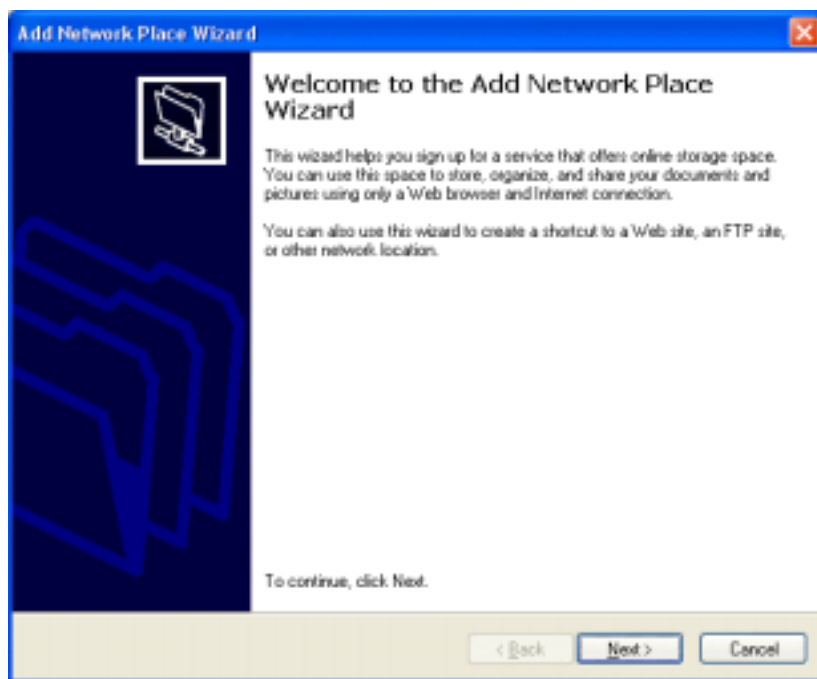 Add Network Place Wizard
Welcome to the Add Network Place
Wizard
This wizard helps you sign up for a service that offers online storage space.
You can use this space to store, organize, and share your documents and
pictures using only a Web browser and Internet connection.
You can also use this wizard to create a shortcut to a Web site, an FTP site,
or other network location.
To continue, click Next.
< Back Next > Cancel